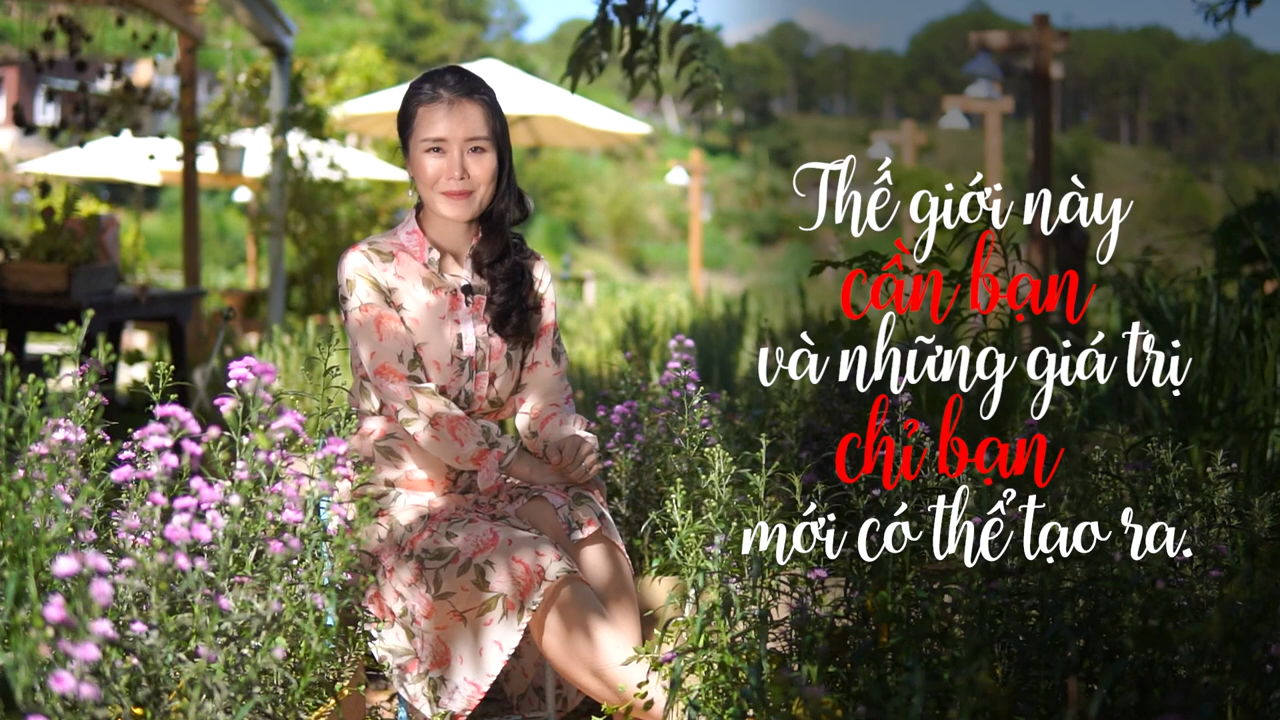 Thế giới này
cần bạn
và những giá trị
chỉ bạn
mới có thể tạo ra.